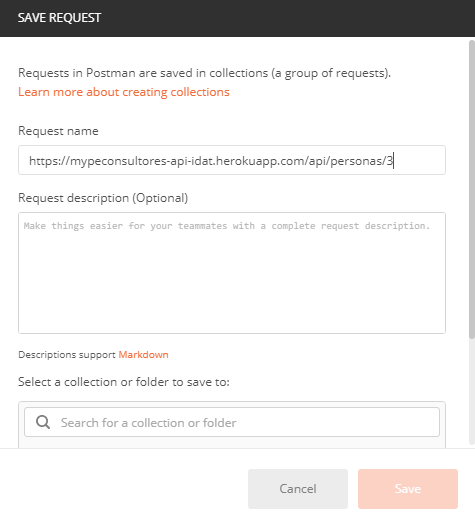 SAVE REQUEST
Requests in Postman are saved in collections (a group of requests).
Learn more about creating collections
Request name
https://mypeconsultores-api-idat.herokuapp.com/api/personas/3
Request description (Optional)
Make things easier for your teammates with a complete request description.
Descriptions support Markdown
Select a collection or folder to save to:
Search for a collection or folder
Cancel
Save